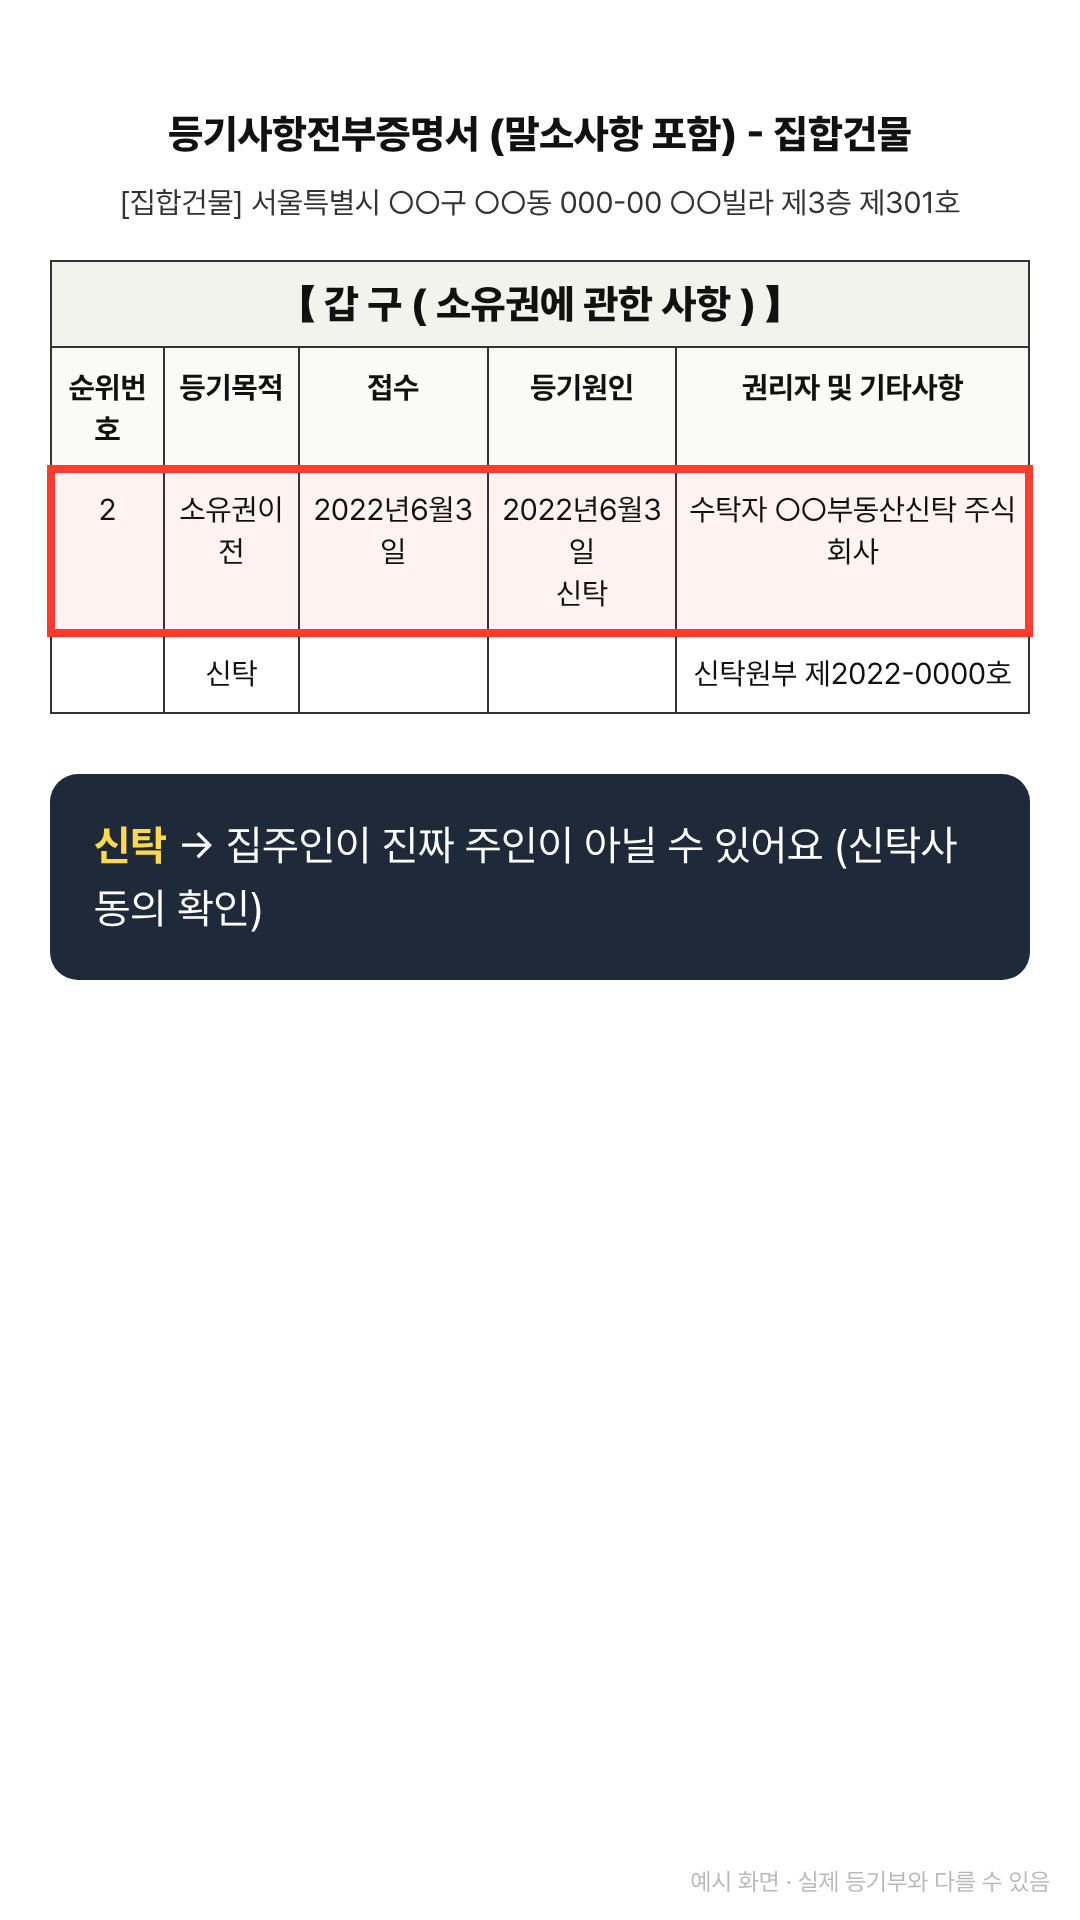 등기사항전부증명서 (말소사항 포함) - 집합건물
[집합건물] 서울특별시 ○○구 ○○동 000-00 ○○빌라 제3층 제301호
【 갑 구 ( 소유권에 관한 사항 ) 】
순위번호 등기목적 접수 등기원인 권리자 및 기타사항
2 소유권이전 2022년6월3일 2022년6월3일 신탁 수탁자 ○○부동산신탁 주식회사
신탁 신탁원부 제2022-0000호
신탁 → 집주인이 진짜 주인이 아닐 수 있어요 (신탁사
동의 확인)
예시 화면 · 실제 등기부와 다를 수 있음